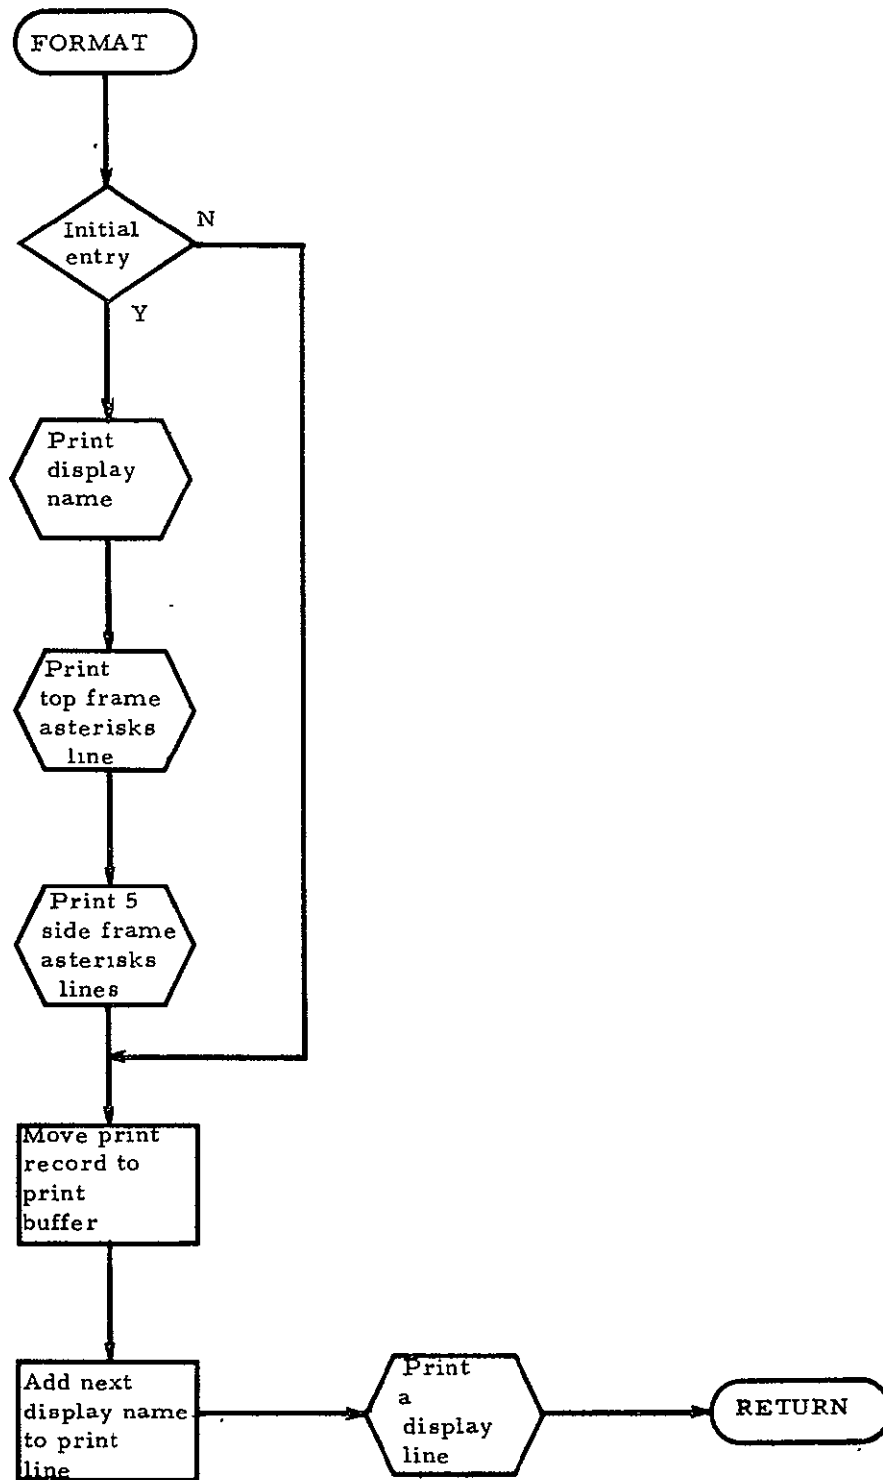 FORMAT
Initial
entry
N
Y
Print
display
name
Print
top frame
asterisks
line
Print 5
side frame
asterisks
lines
Move print
record to
print
buffer
Add next
display name
to print
line
Print
a
display
line
RETURN